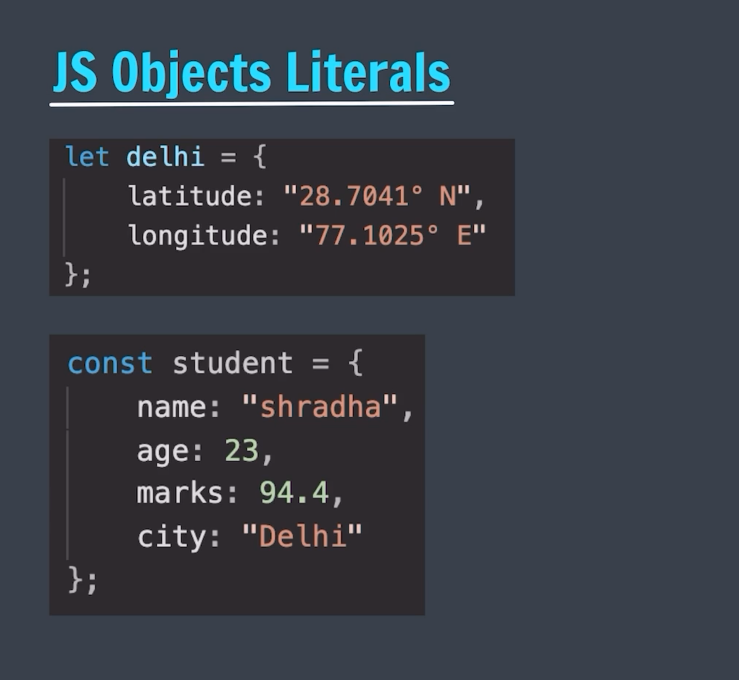 JS Objects Literals
let delhi = {
    latitude: "28.7041° N",
    longitude: "77.1025° E"
};
const student = {
    name: "shradha",
    age: 23,
    marks: 94.4,
    city: "Delhi"
};